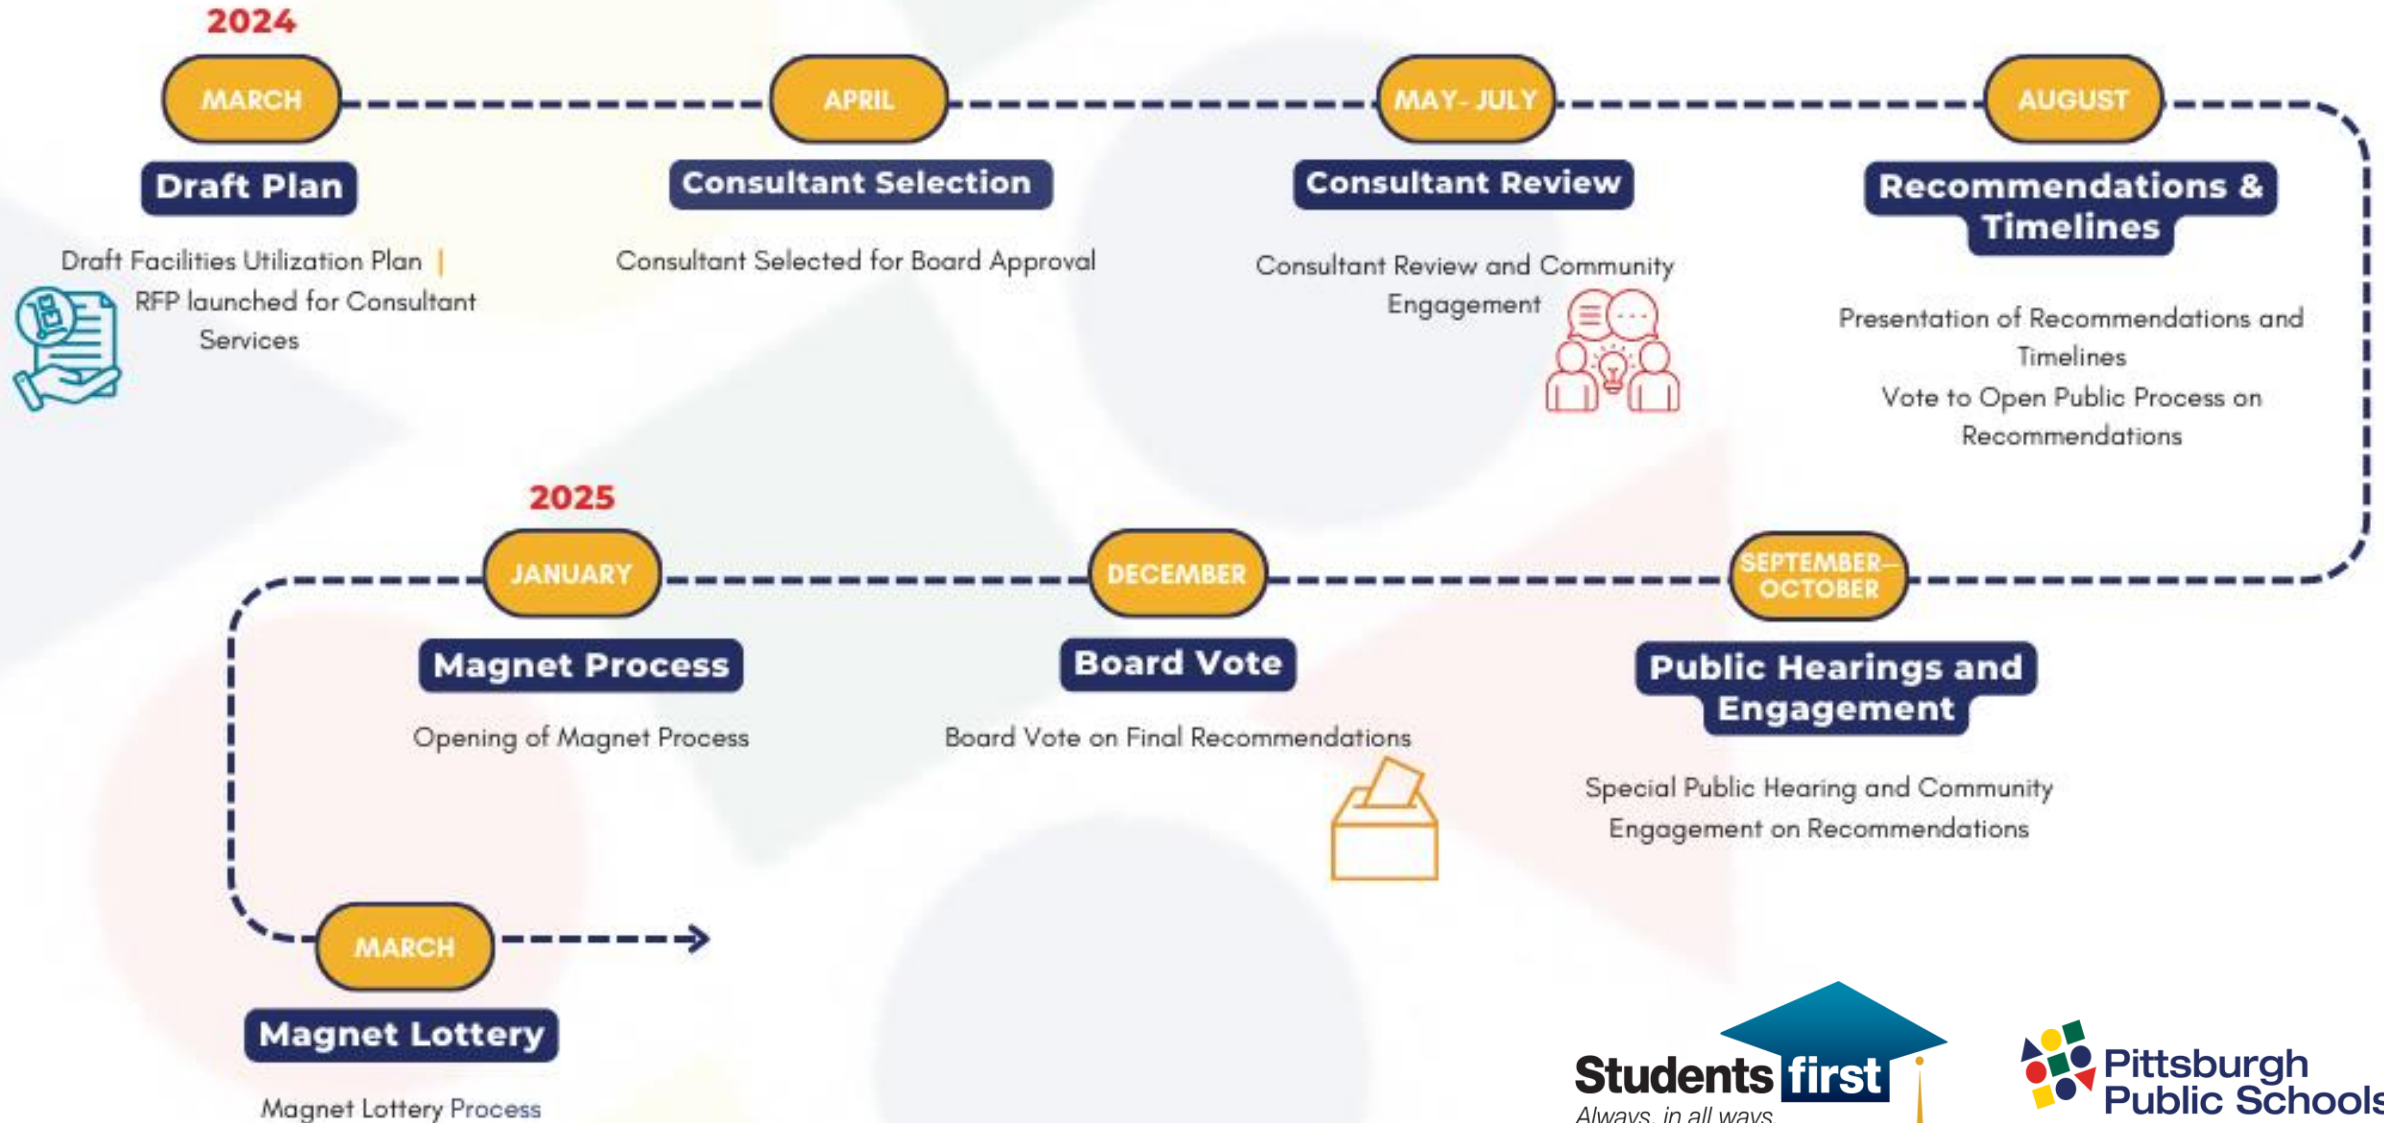 2024
MARCH
Draft Plan
Draft Facilities Utilization Plan |
RFP launched for Consultant
Services
APRIL
Consultant Selection
Consultant Selected for Board Approval
MAY-JULY
Consultant Review
Consultant Review and Community
Engagement
AUGUST
Recommendations &
Timelines
Presentation of Recommendations and
Timelines
Vote to Open Public Process on
Recommendations
SEPTEMBER–
OCTOBER
Public Hearings and
Engagement
Special Public Hearing and Community
Engagement on Recommendations
DECEMBER
Board Vote
Board Vote on Final Recommendations
2025
JANUARY
Magnet Process
Opening of Magnet Process
MARCH
Magnet Lottery
Magnet Lottery Process
Students first
Always, in all ways
Pittsburgh
Public Schools